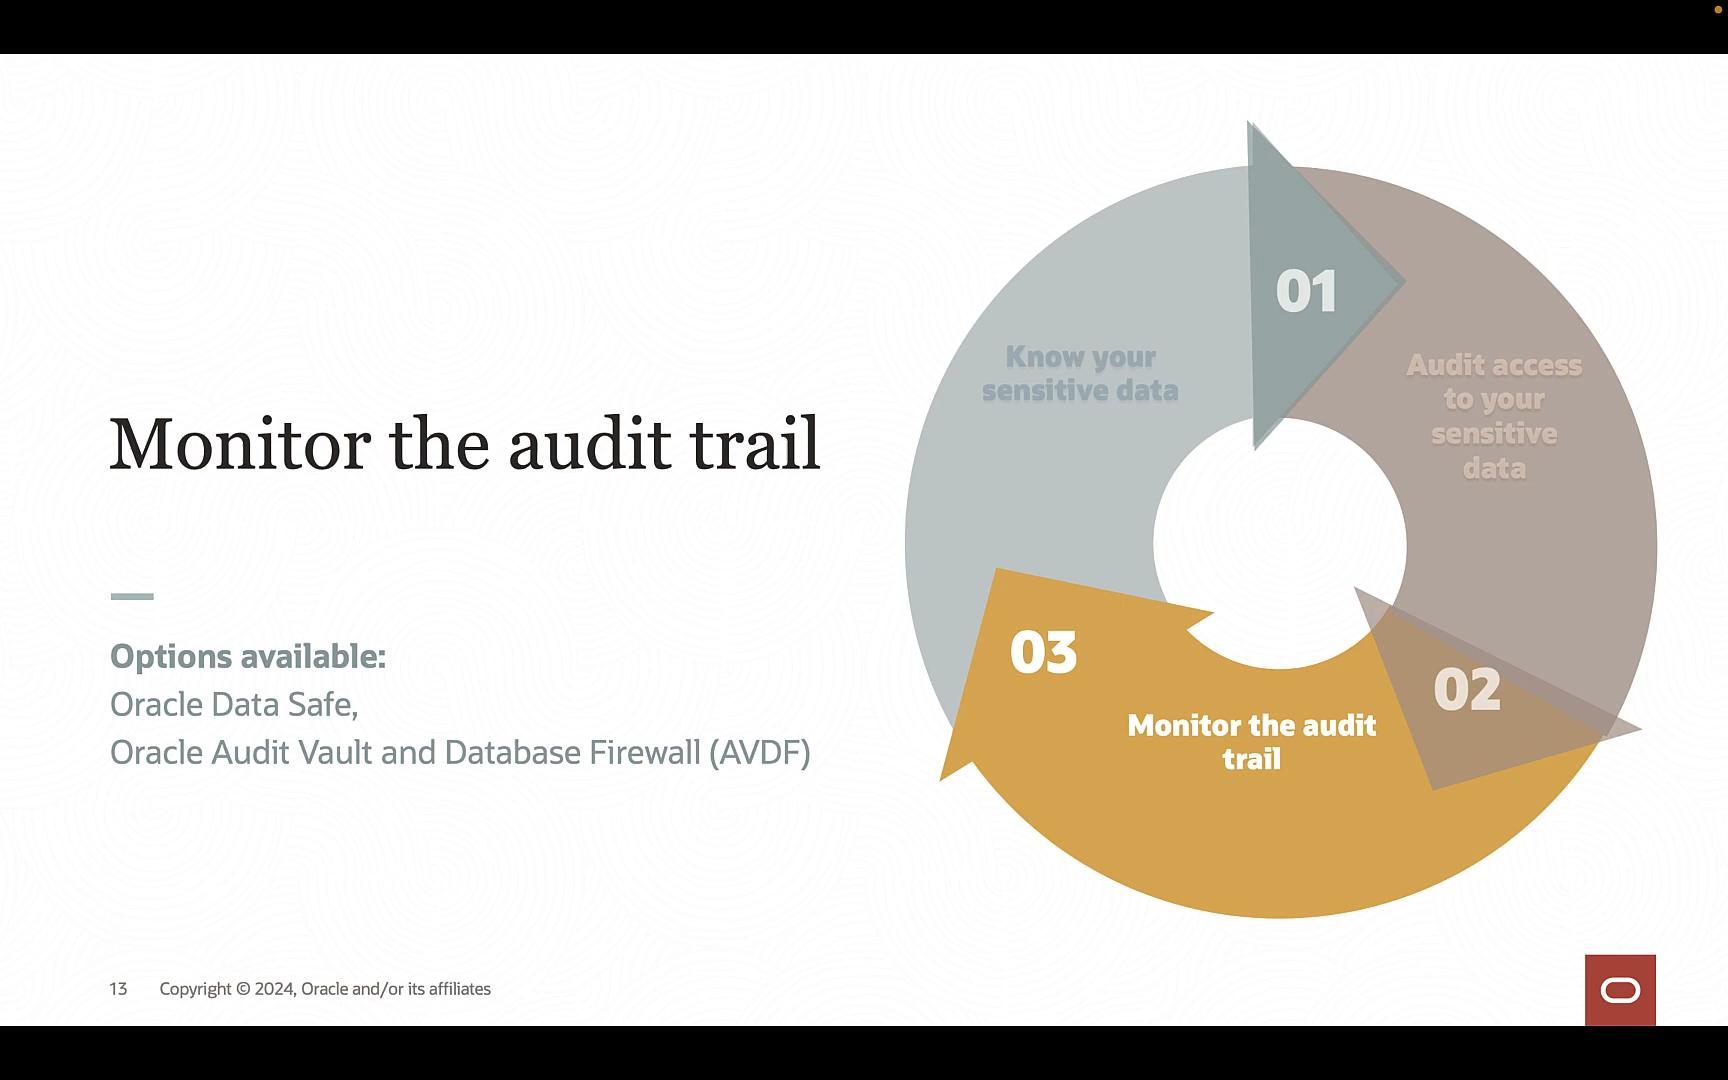 Monitor the audit trail
Options available:
Oracle Data Safe,
Oracle Audit Vault and Database Firewall (AVDF)
01
Know your
sensitive data
Audit access
to your
sensitive
data
02
03
Monitor the audit
trail
13 Copyright © 2024, Oracle and/or its affiliates